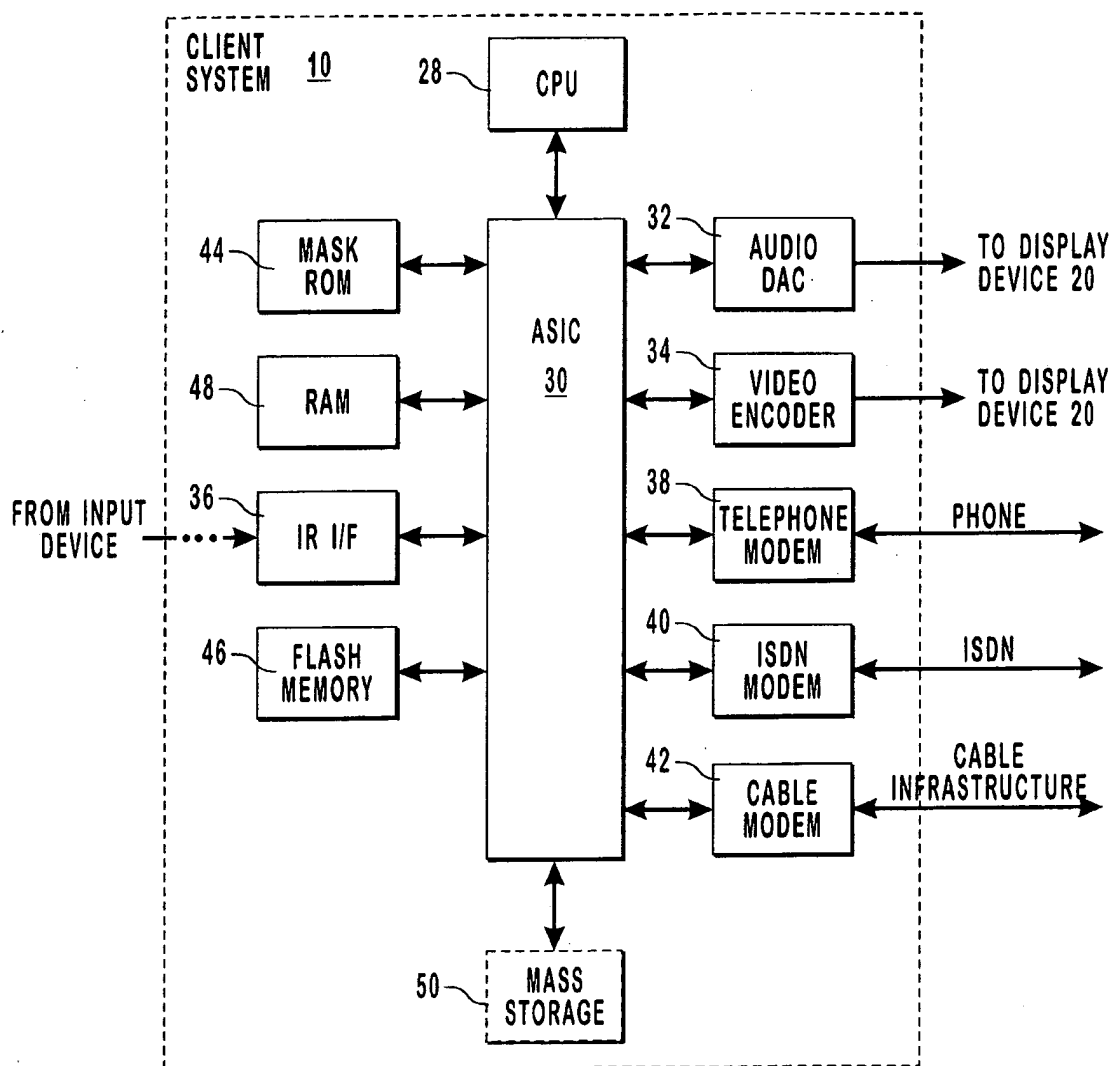 CLIENT
SYSTEM 10
28
CPU
44
MASK
ROM
32
AUDIO
DAC
TO DISPLAY
DEVICE 20
ASIC
30
48
RAM
34
VIDEO
ENCODER
TO DISPLAY
DEVICE 20
FROM INPUT
DEVICE
36
IR I/F
38
TELEPHONE
MODEM
PHONE
46
FLASH
MEMORY
40
ISDN
MODEM
ISDN
42
CABLE
MODEM
CABLE
INFRASTRUCTURE
50
MASS
STORAGE